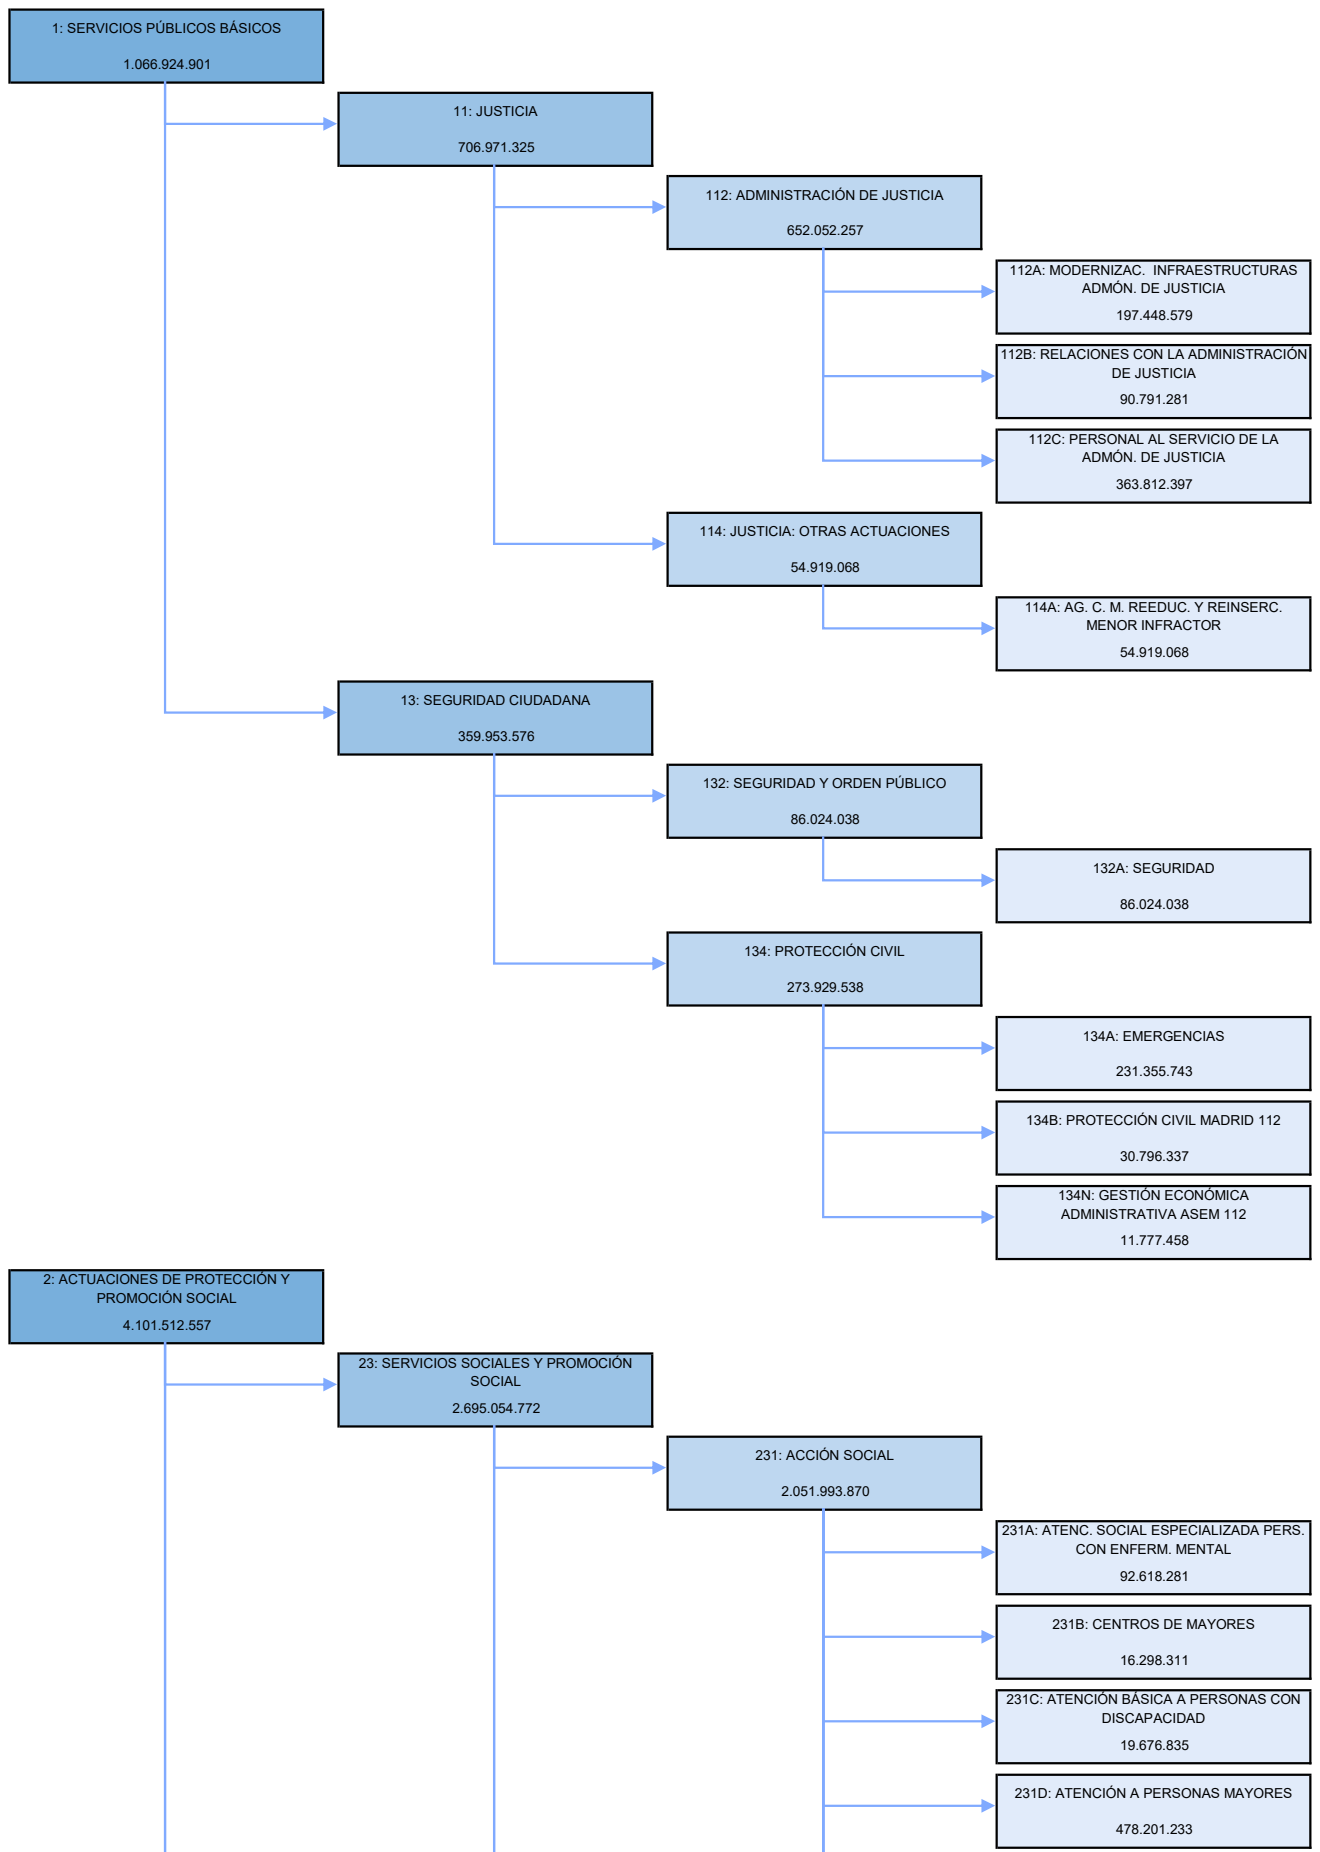 1: SERVICIOS PÚBLICOS BÁSICOS
1.066.924.901
11: JUSTICIA
706.971.325
112: ADMINISTRACIÓN DE JUSTICIA
652.052.257
112A: MODERNIZAC. INFRAESTRUCTURAS
ADMÓN. DE JUSTICIA
197.448.579
112B: RELACIONES CON LA ADMINISTRACIÓN
DE JUSTICIA
90.791.281
112C: PERSONAL AL SERVICIO DE LA
ADMÓN. DE JUSTICIA
363.812.397
114: JUSTICIA: OTRAS ACTUACIONES
54.919.068
114A: AG. C. M. REEDUC. Y REINSERC.
MENOR INFRACTOR
54.919.068
13: SEGURIDAD CIUDADANA
359.953.576
132: SEGURIDAD Y ORDEN PÚBLICO
86.024.038
132A: SEGURIDAD
86.024.038
134: PROTECCIÓN CIVIL
273.929.538
134A: EMERGENCIAS
231.355.743
134B: PROTECCIÓN CIVIL MADRID 112
30.796.337
134N: GESTIÓN ECONÓMICA
ADMINISTRATIVA ASEM 112
11.777.458
2: ACTUACIONES DE PROTECCIÓN Y
PROMOCIÓN SOCIAL
4.101.512.557
23: SERVICIOS SOCIALES Y PROMOCIÓN
SOCIAL
2.695.054.772
231: ACCIÓN SOCIAL
2.051.993.870
231A: ATENC. SOCIAL ESPECIALIZADA PERS.
CON ENFERM. MENTAL
92.618.281
231B: CENTROS DE MAYORES
16.298.311
231C: ATENCIÓN BÁSICA A PERSONAS CON
DISCAPACIDAD
19.676.835
231D: ATENCIÓN A PERSONAS MAYORES
478.201.233